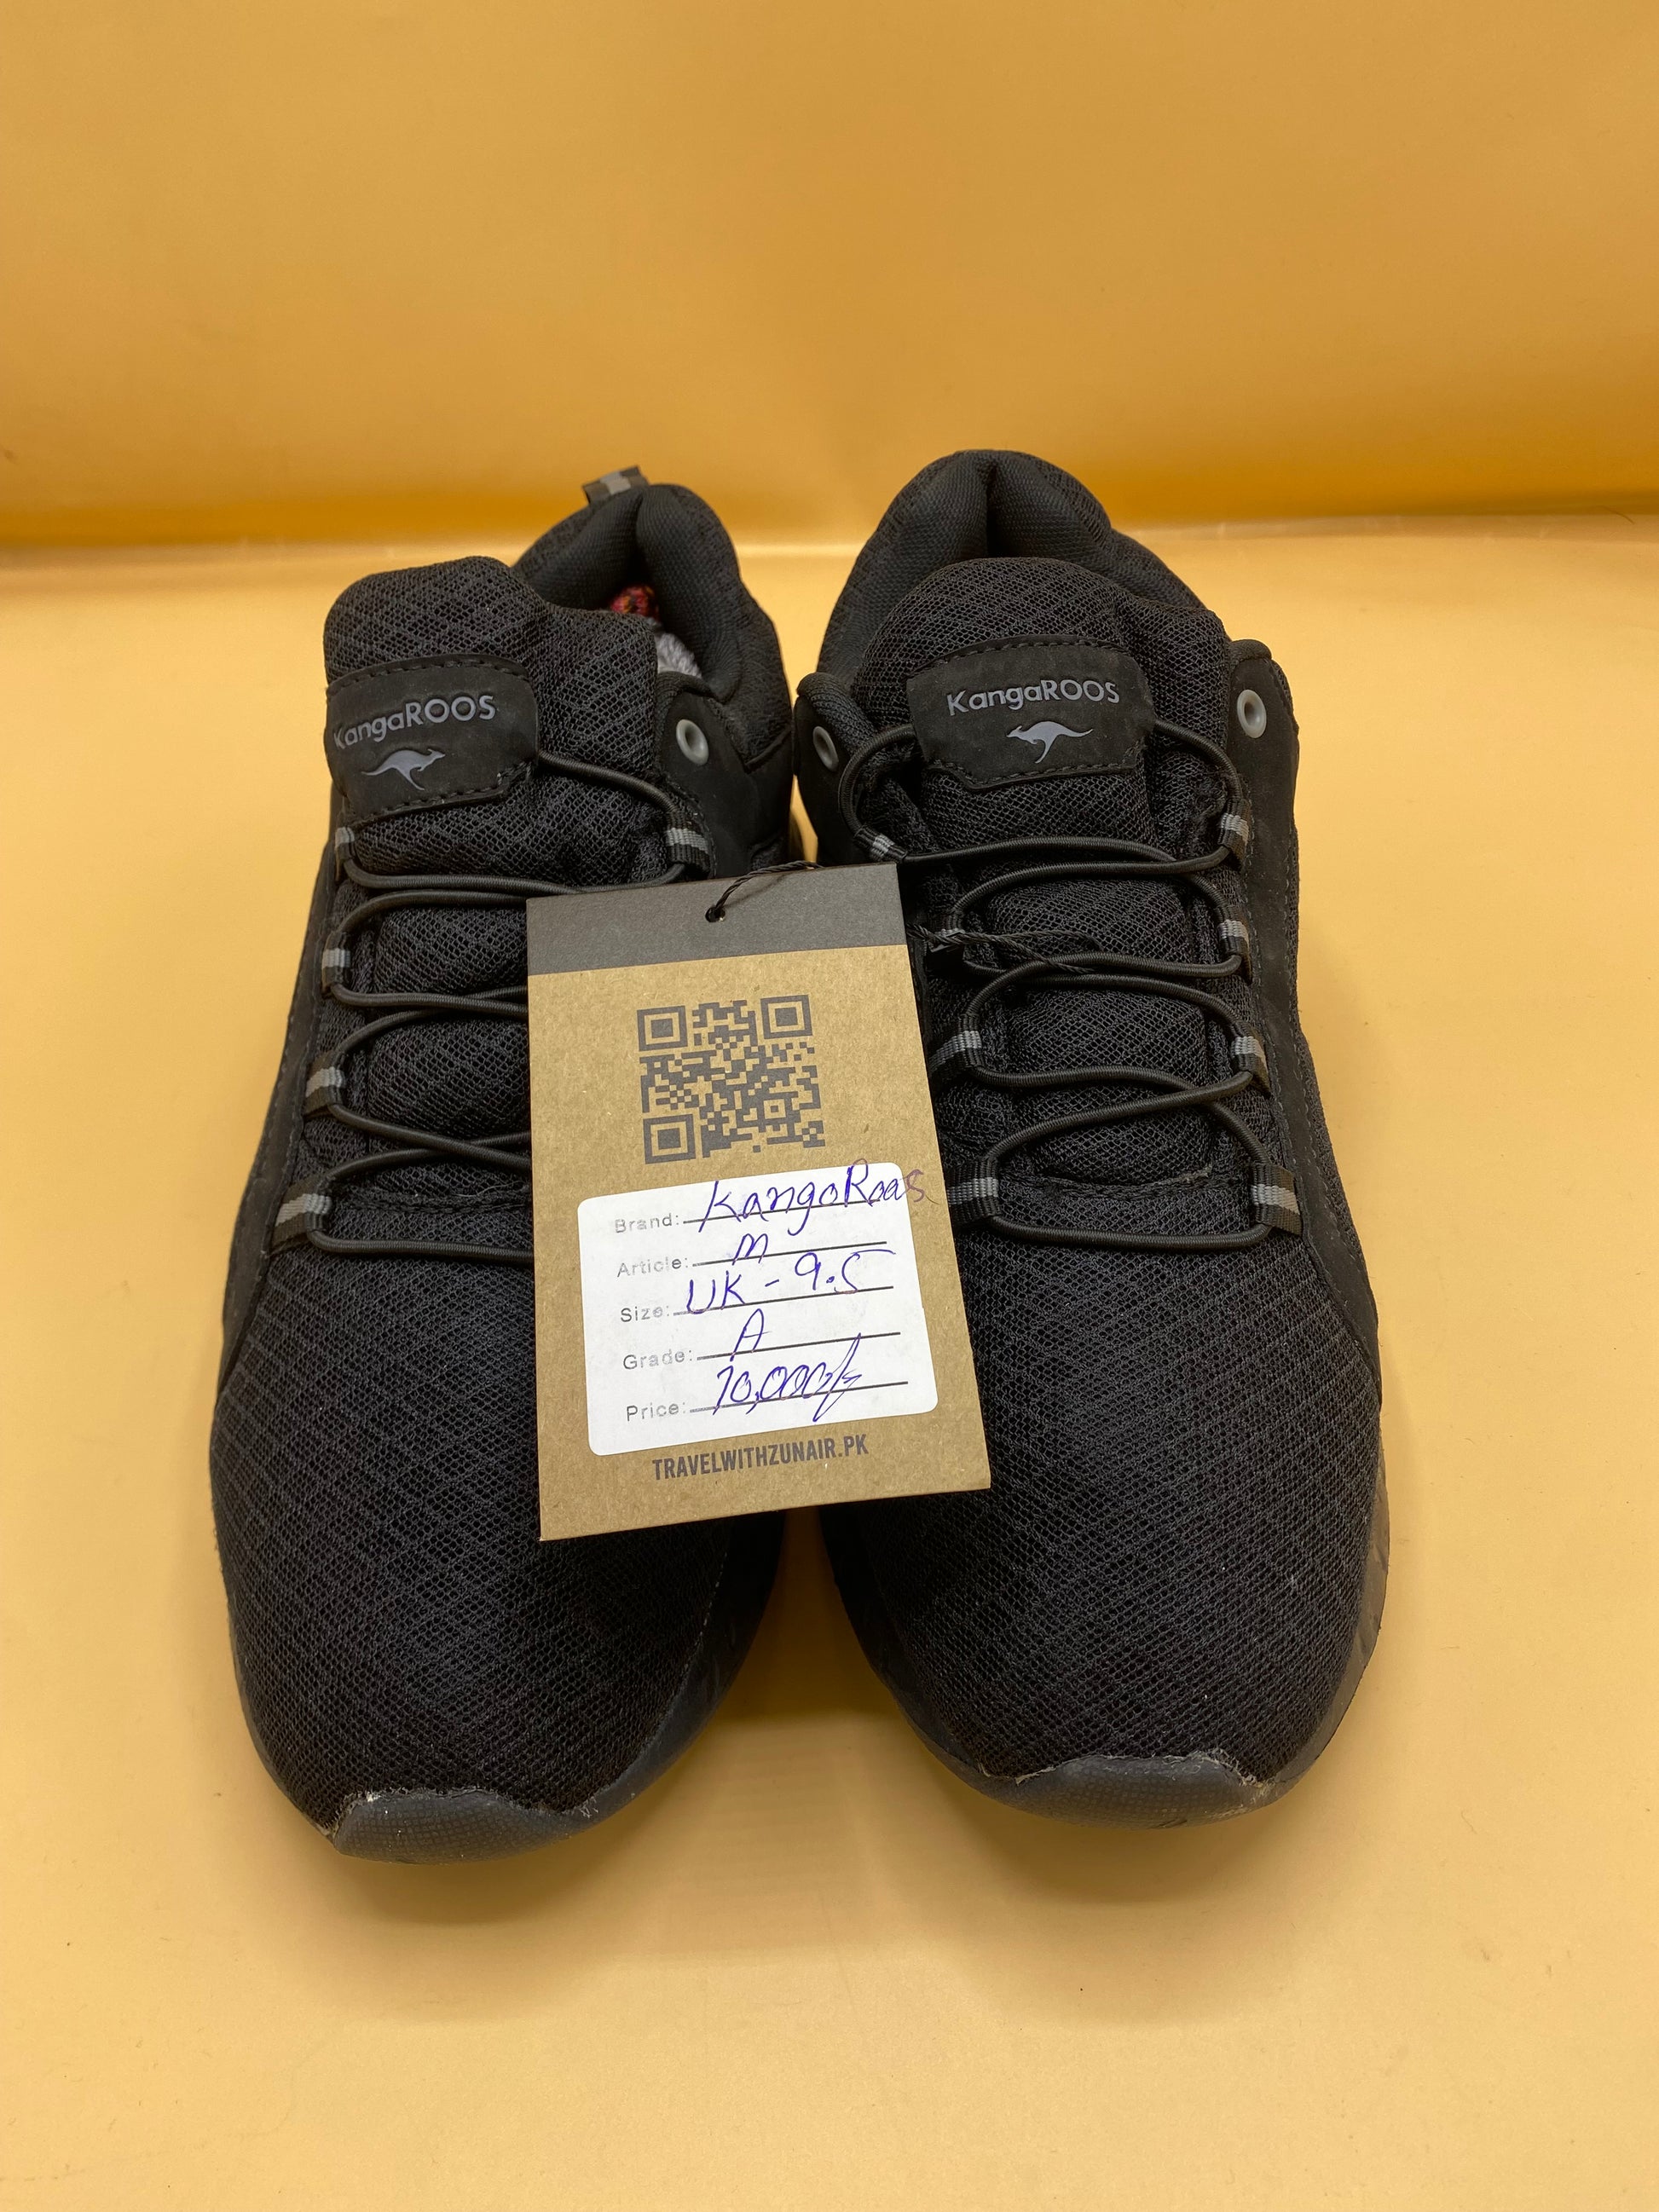 KangaROOS
KangaROOS
Brand: KangoRoos
Article: M
Size: UK - 9.5
Grade: A
Price: 10,000/-
TRAVELWITHZUNAIR.PK